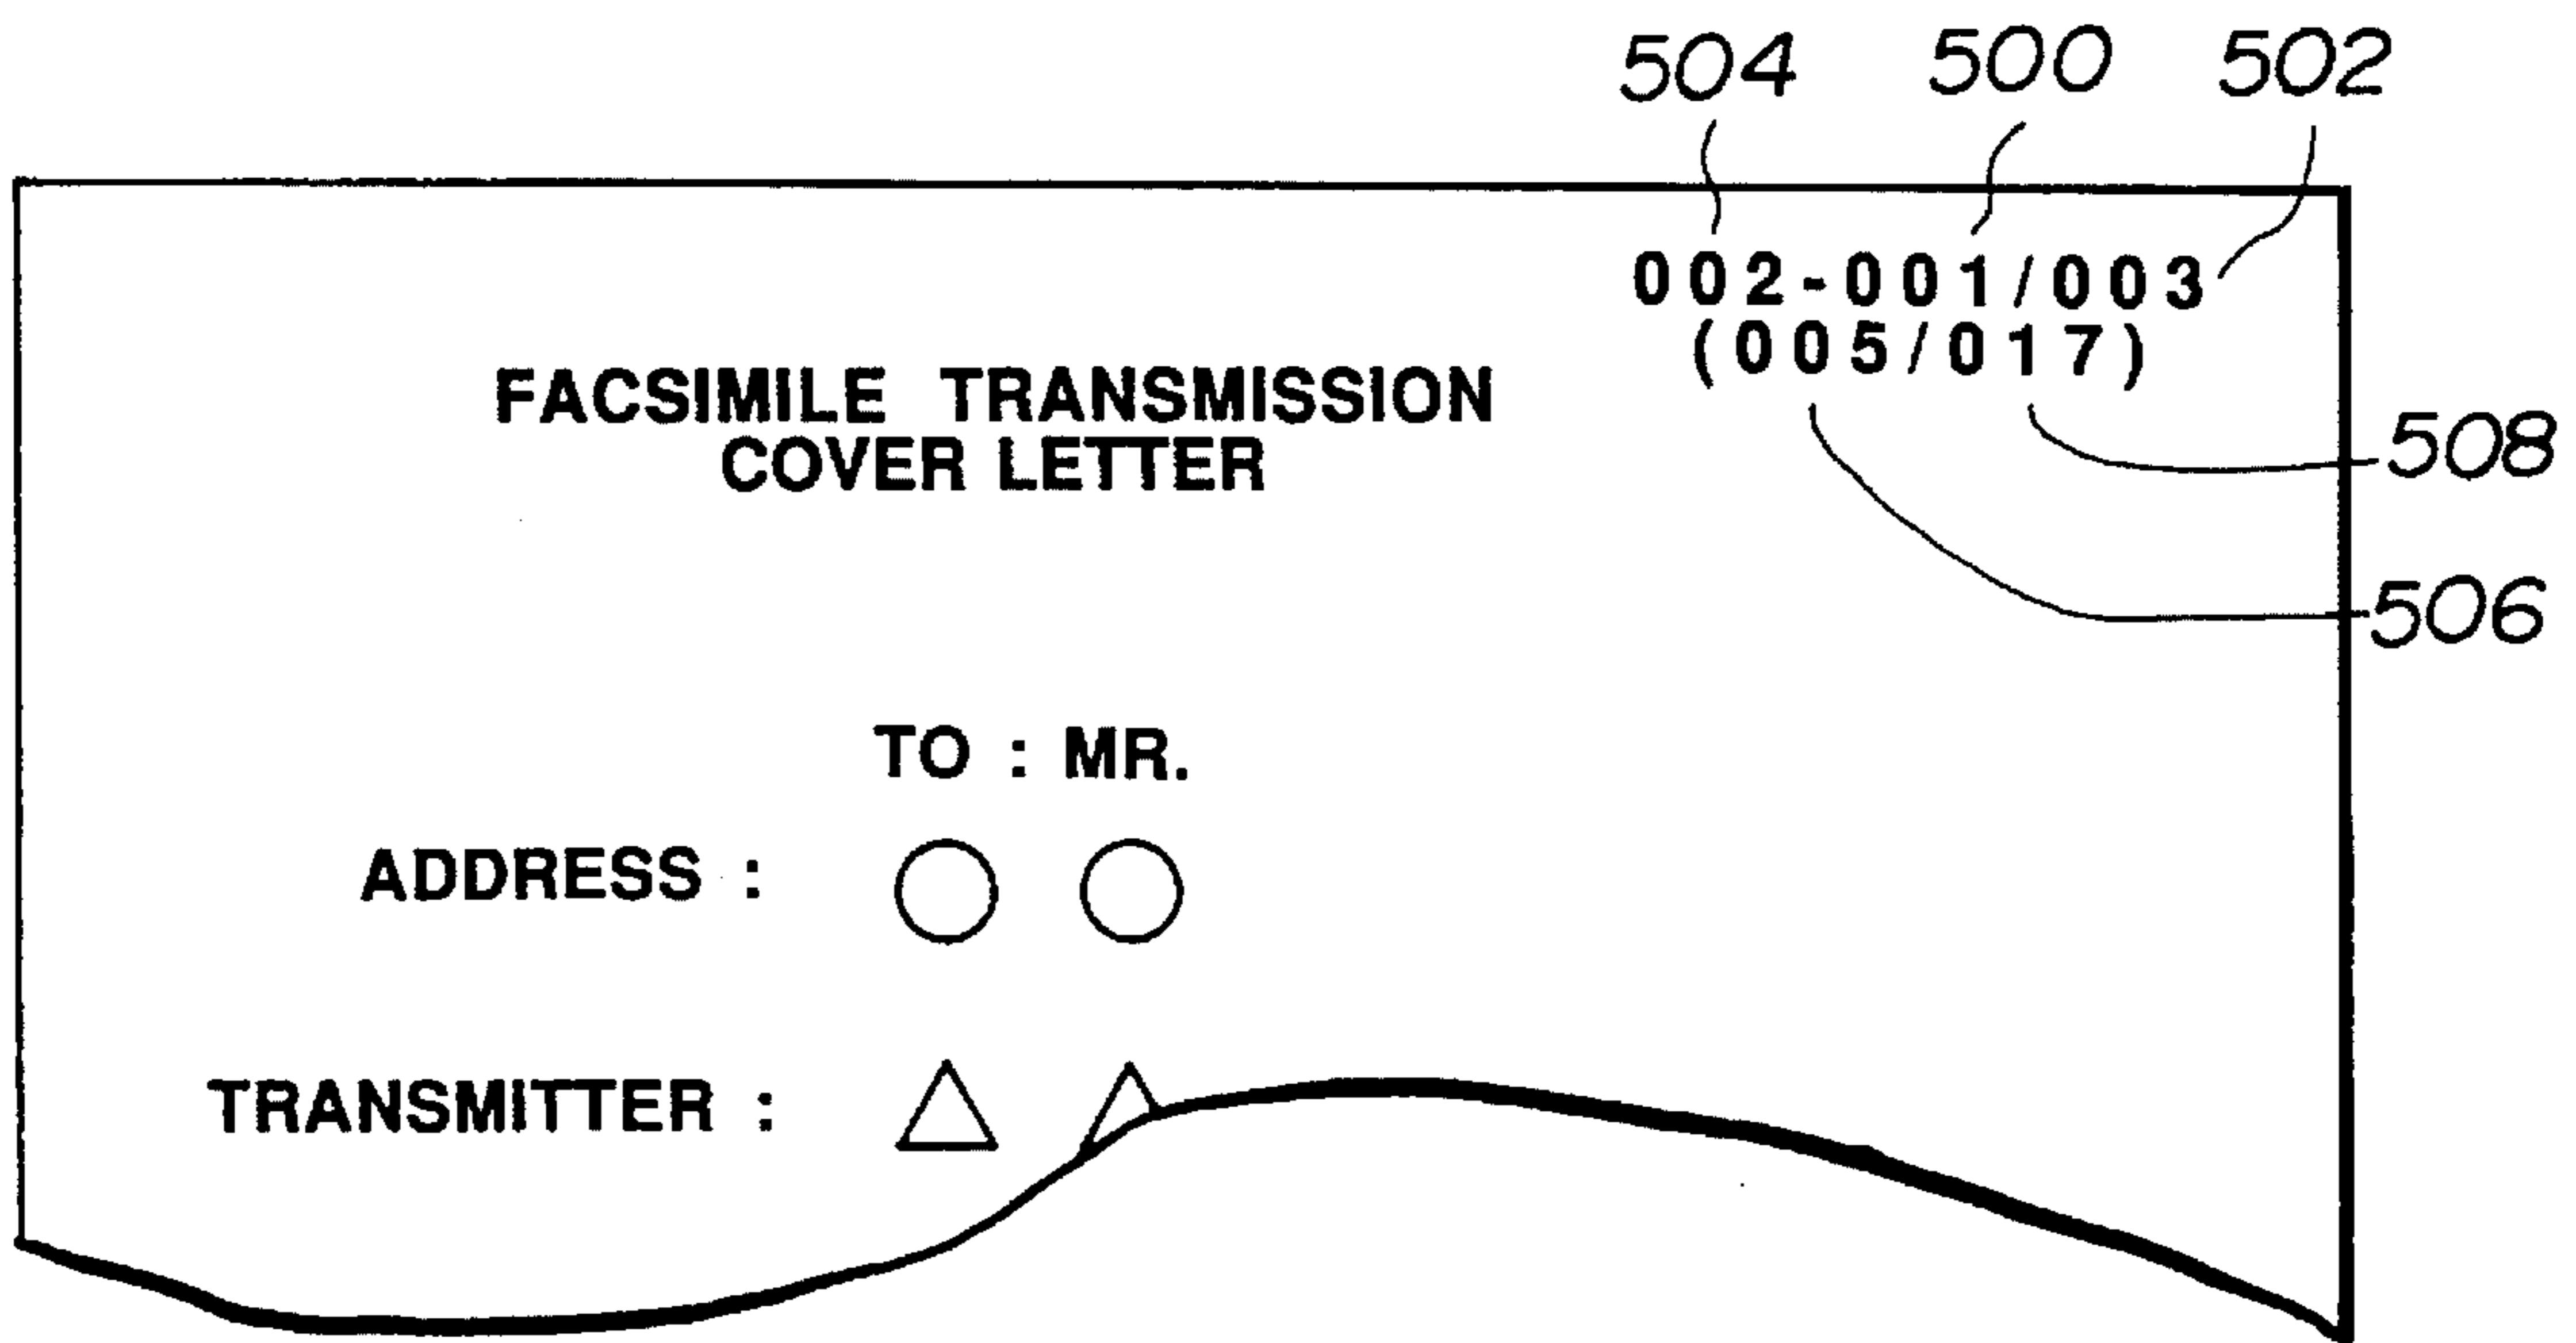 504 500 502
002-001/003
(005/017)
FACSIMILE TRANSMISSION
COVER LETTER
508
506
TO : MR.
ADDRESS :
TRANSMITTER :